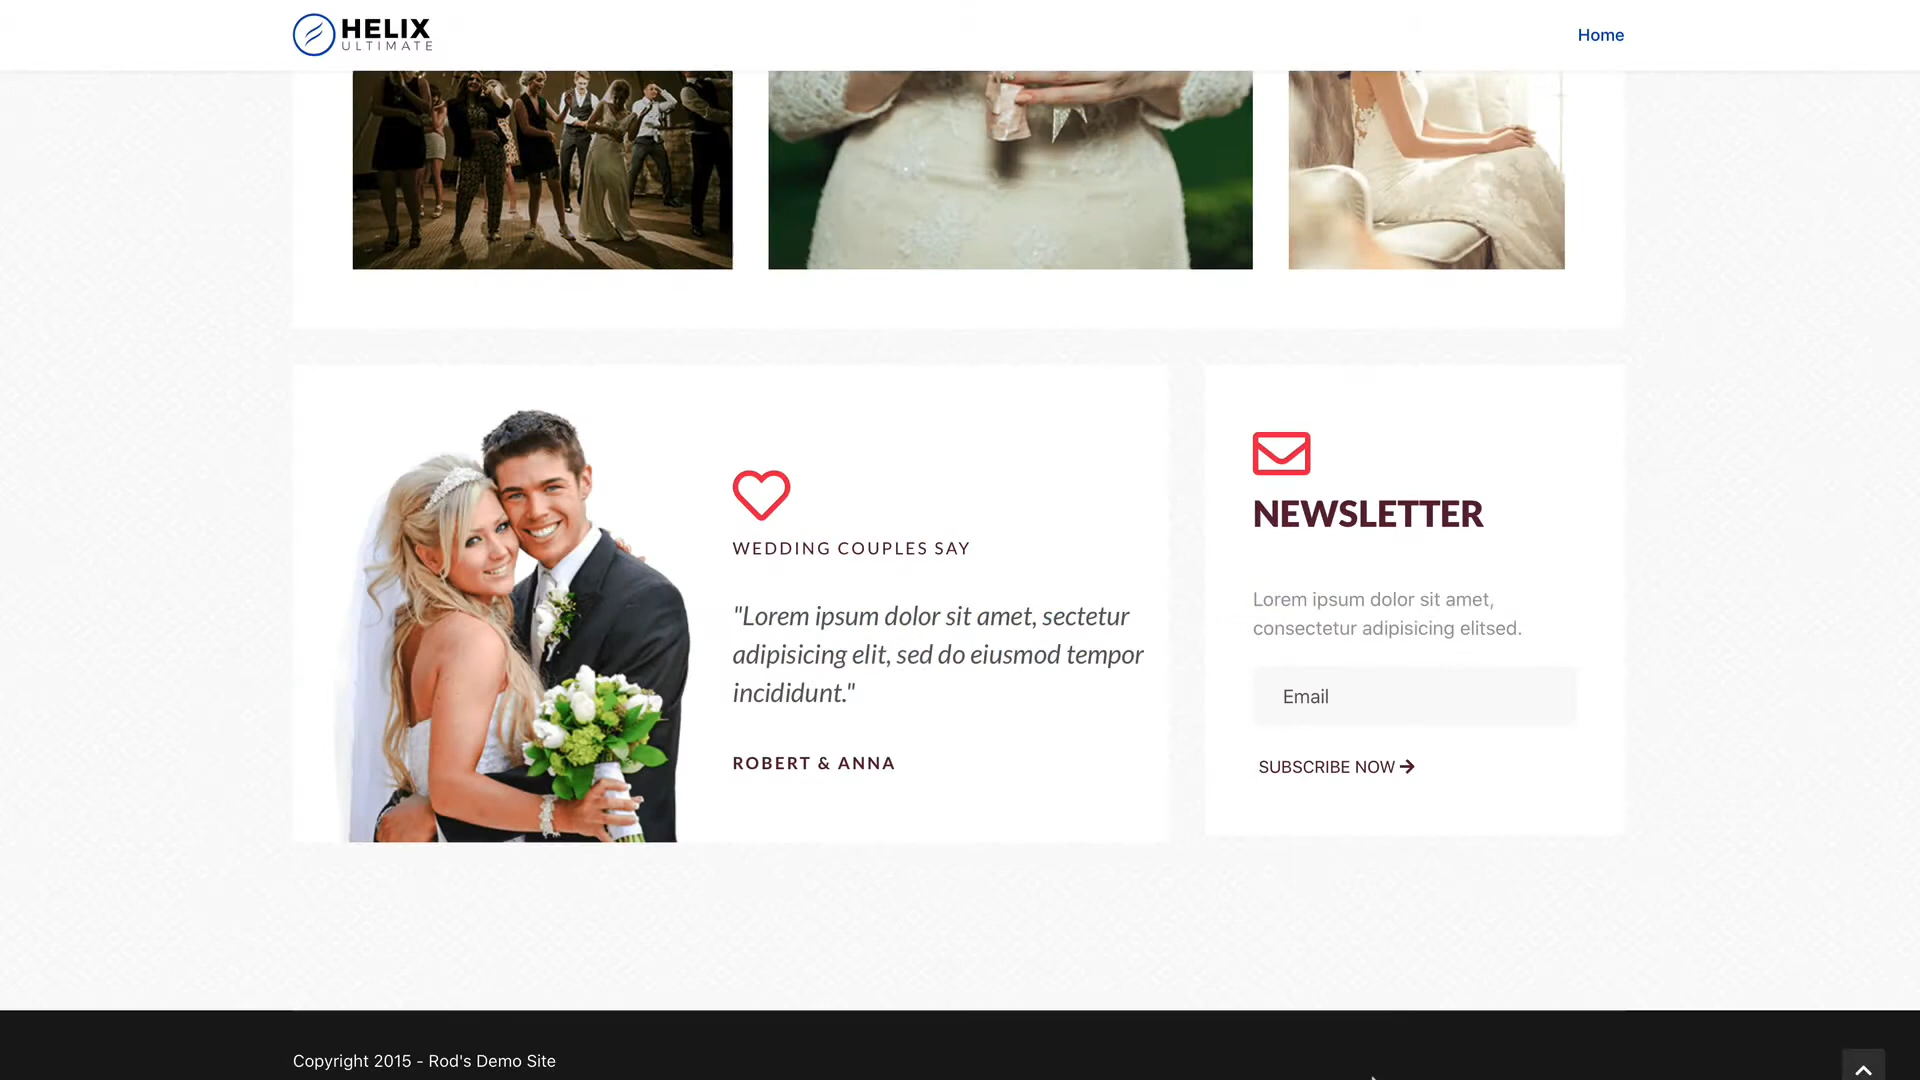 HELIX
ULTIMATE
Home
WEDDING COUPLES SAY
"Lorem ipsum dolor sit amet, sectetur
adipisicing elit, sed do eiusmod tempor
incididunt."
ROBERT & ANNA
NEWSLETTER
Lorem ipsum dolor sit amet,
consectetur adipisicing elitsed.
Email
SUBSCRIBE NOW
Copyright 2015 - Rod's Demo Site